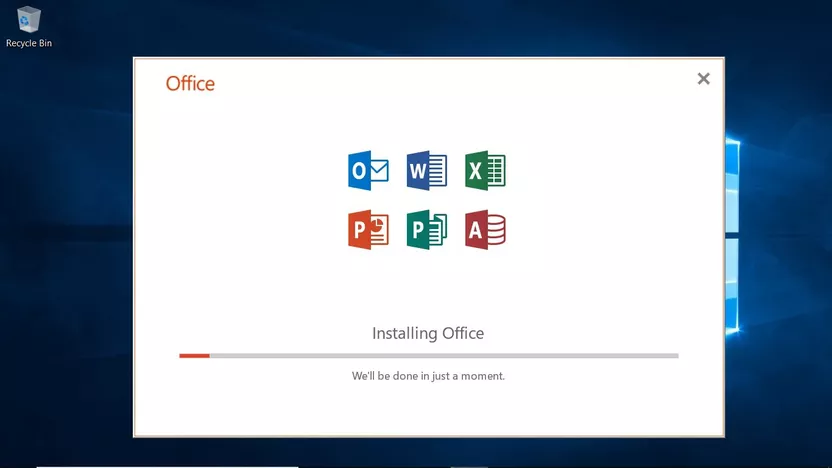 Recycle Bin
Office
O
W
X
P
P
A
Installing Office
We'll be done in just a moment.